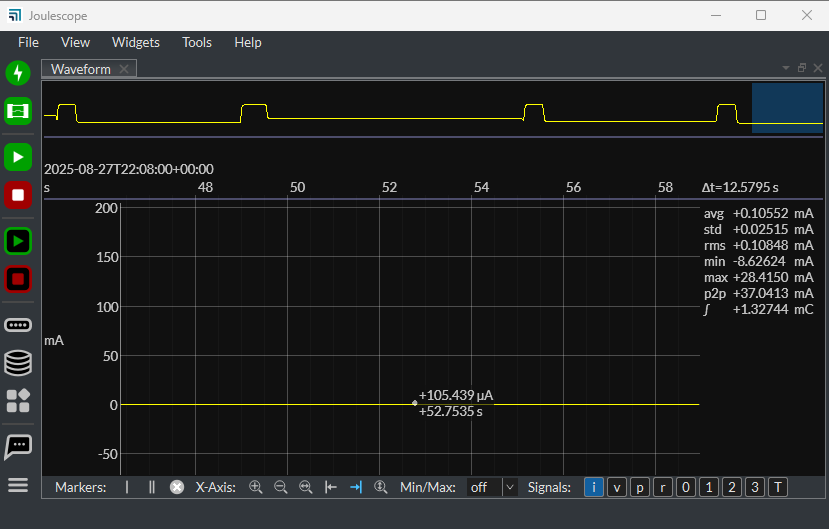 Joulescope
File View Widgets Tools Help
Waveform
2025-08-27T22:08:00+00:00
s 48 50 52 54 56 58 Δt=12.5795 s
200
150
100
mA
50
0
-50
avg +0.10552 mA
std +0.02515 mA
rms +0.10848 mA
min -8.62624 mA
max +28.4150 mA
p2p +37.0413 mA
∫ +1.32744 mC
+105.439 µA
+52.7535 s
Markers: X-Axis: Min/Max: off Signals: i v p r 0 1 2 3 T